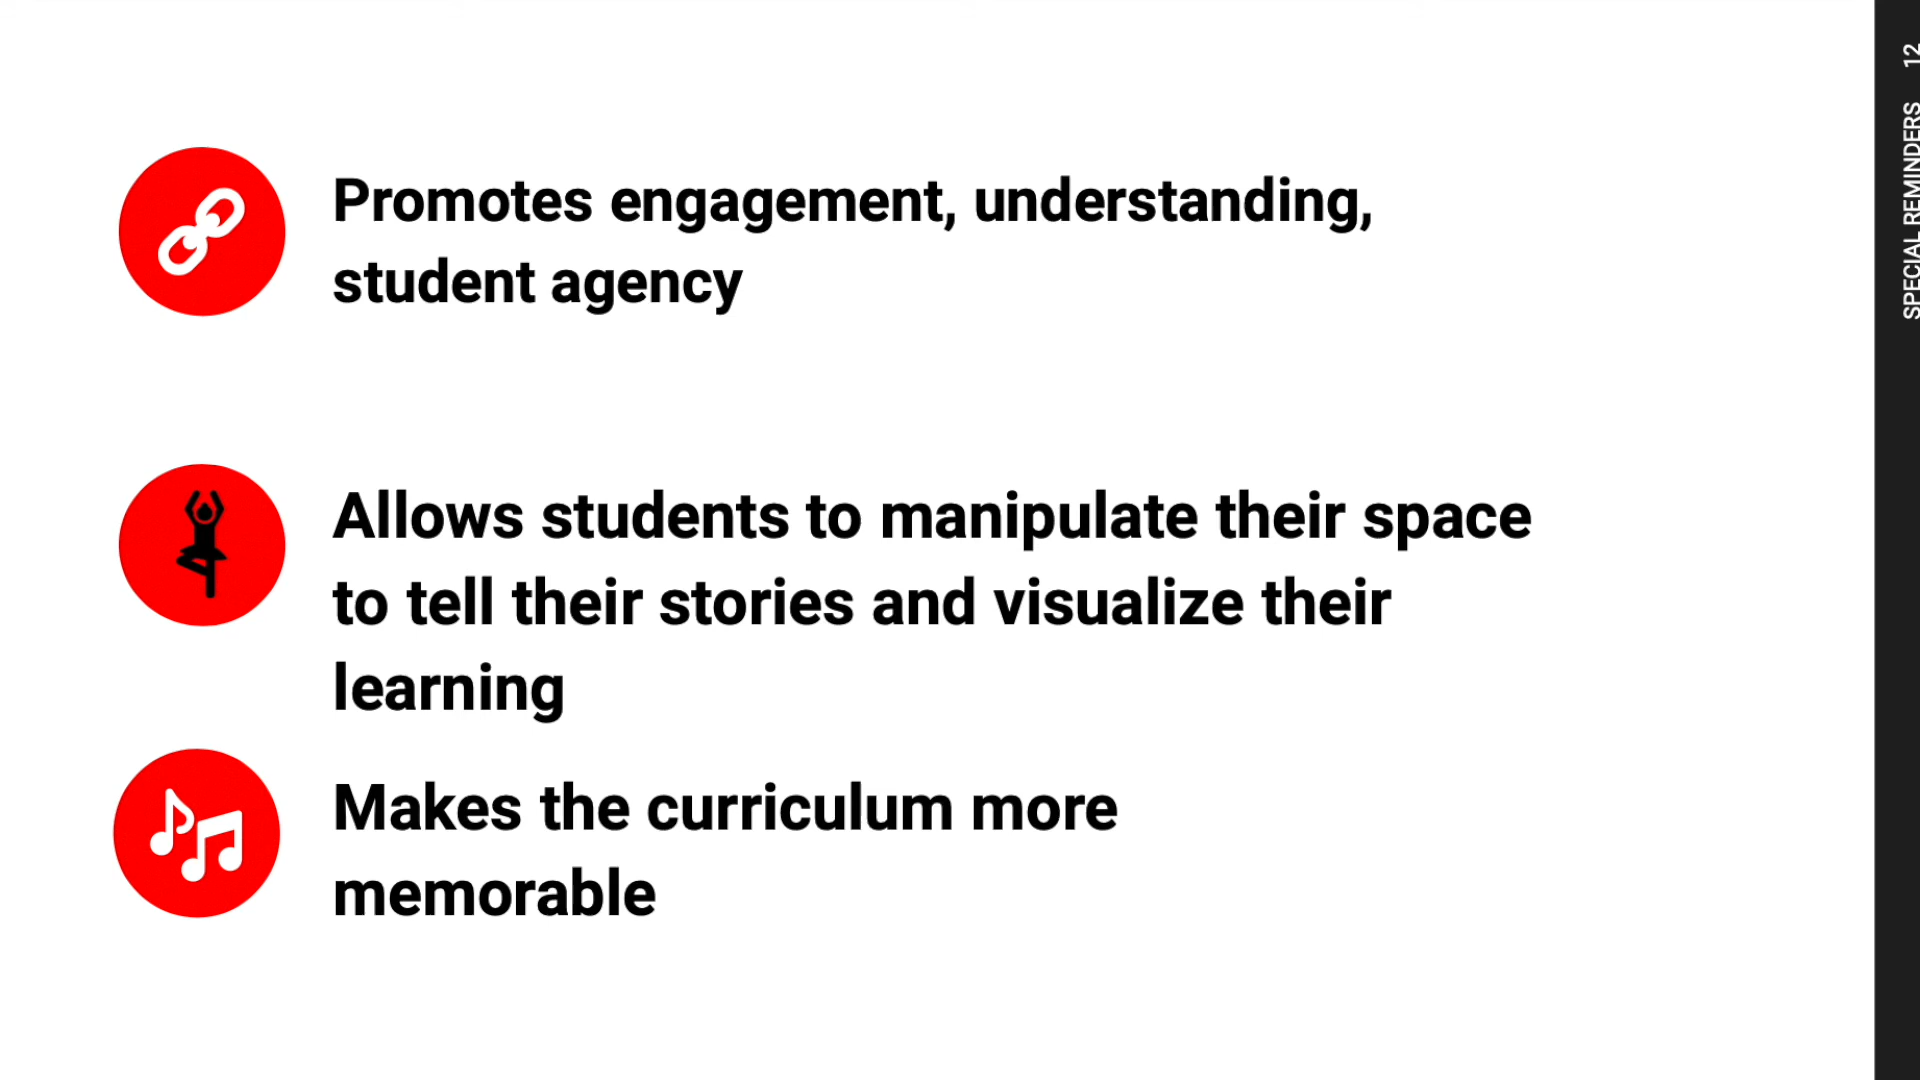 Promotes engagement, understanding,
student agency
Allows students to manipulate their space
to tell their stories and visualize their
learning
Makes the curriculum more
memorable
SPECIAL REMINDERS 12